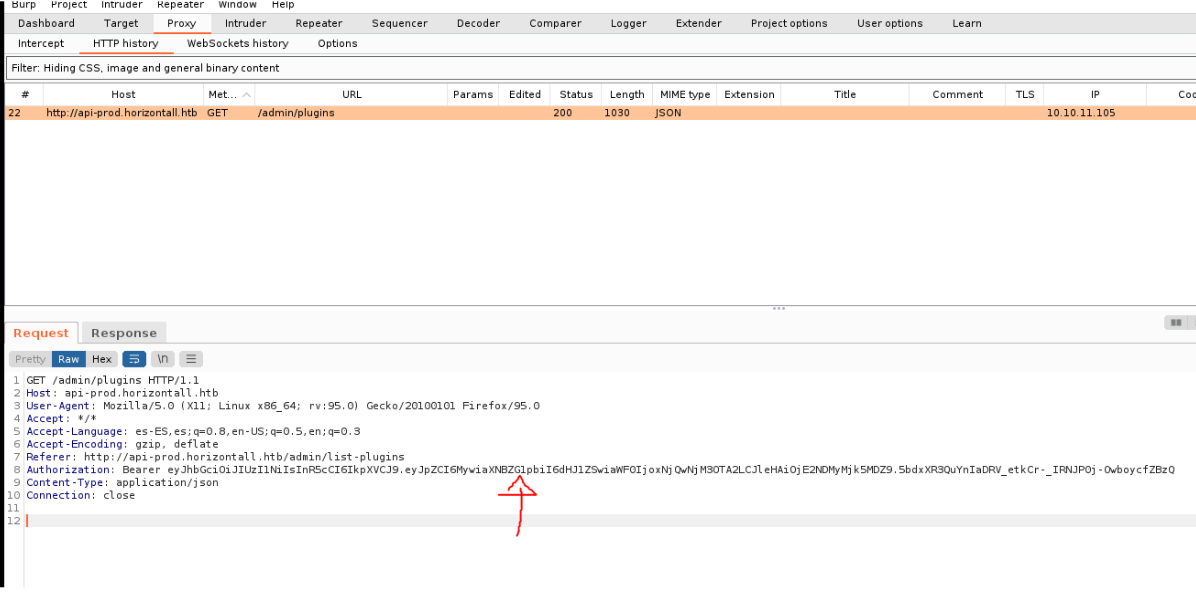 Burp Project Intruder Repeater Window Help
Dashboard Target Proxy Intruder Repeater Sequencer Decoder Comparer Logger Extender Project options User options Learn
Intercept HTTP history WebSockets history Options
Filter: Hiding CSS, image and general binary content
# Host Met... URL Params Edited Status Length MIME type Extension Title Comment TLS IP Coo
22 http://api-prod.horizontall.htb GET /admin/plugins 200 1030 JSON 10.10.11.105
Request Response
Pretty Raw Hex \n
1 GET /admin/plugins HTTP/1.1
2 Host: api-prod.horizontall.htb
3 User-Agent: Mozilla/5.0 (X11; Linux x86_64; rv:95.0) Gecko/20100101 Firefox/95.0
4 Accept: */*
5 Accept-Language: es-ES,es;q=0.8,en-US;q=0.5,en;q=0.3
6 Accept-Encoding: gzip, deflate
7 Referer: http://api-prod.horizontall.htb/admin/list-plugins
8 Authorization: Bearer eyJhbGciOiJIUzI1NiIsInR5cCI6IkpXVCJ9.eyJpZCI6MywiaXNBZG1pbiI6dHJ1ZSwiaWF0IjoxNjQwNjM3OTA2LCJleHAiOjE2NDMyMjk5MDZ9.5bdxXR3QuYnIaDRV_etkCr-_IRNJP0j-OwboycfZBzQ
9 Content-Type: application/json
10 Connection: close
11
12